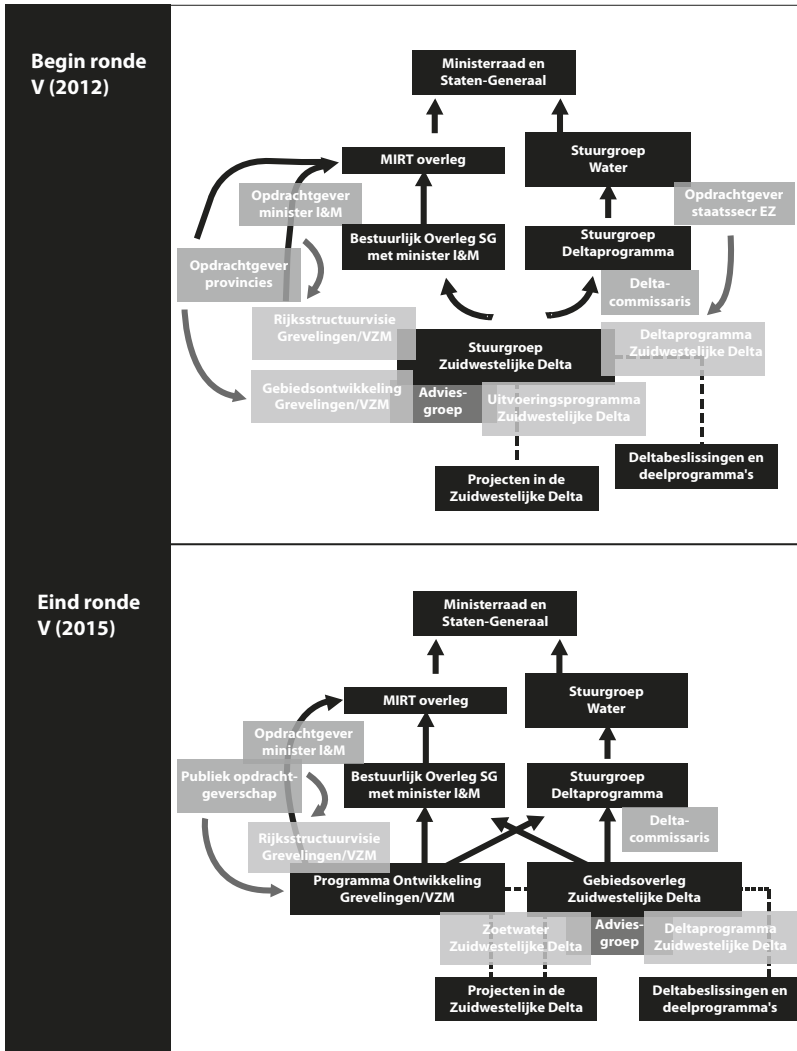 Begin ronde
V (2012)
Ministerraad en
Staten-Generaal
MIRT overleg
Stuurgroep
Water
Opdrachtgever
minister I&M
Opdrachtgever
staatssecr EZ
Bestuurlijk Overleg SG
met minister I&M
Stuurgroep
Deltaprogramma
Opdrachtgever
provincies
Delta-
commissaris
Rijksstructuurvisie
Grevelingen/VZM
Stuurgroep
Zuidwestelijke Delta
Deltaprogramma
Zuidwestelijke Delta
Gebiedsontwikkeling
Grevelingen/VZM
Advies-
groep
Uitvoeringsprogramma
Zuidwestelijke Delta
Projecten in de
Zuidwestelijke Delta
Deltabeslissingen en
deelprogramma's
Eind ronde
V (2015)
Ministerraad en
Staten-Generaal
MIRT overleg
Stuurgroep
Water
Opdrachtgever
minister I&M
Publiek opdracht-
geverschap
Bestuurlijk Overleg SG
met minister I&M
Stuurgroep
Deltaprogramma
Delta-
commissaris
Rijksstructuurvisie
Grevelingen/VZM
Programma Ontwikkeling
Grevelingen/VZM
Gebiedsoverleg
Zuidwestelijke Delta
Zoetwater
Zuidwestelijke Delta
Advies-
groep
Deltaprogramma
Zuidwestelijke Delta
Projecten in de
Zuidwestelijke Delta
Deltabeslissingen en
deelprogramma's